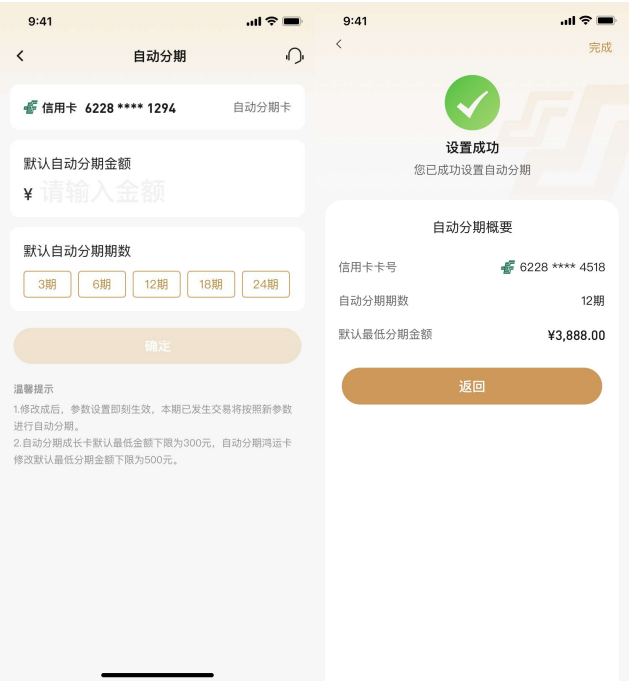 9:41
自动分期
信用卡 6228 **** 1294 自动分期卡
默认自动分期金额
¥ 请输入金额
默认自动分期期数
3期 6期 12期 18期 24期
确定
温馨提示
1.修改成后，参数设置即刻生效，本期已发生交易将按照新参数
进行自动分期。
2.自动分期成长卡默认最低金额下限为300元，自动分期鸿运卡
修改默认最低分期金额下限为500元。
9:41
完成
设置成功
您已成功设置自动分期
自动分期概要
信用卡卡号 6228 **** 4518
自动分期期数 12期
默认最低分期金额 ¥3,888.00
返回